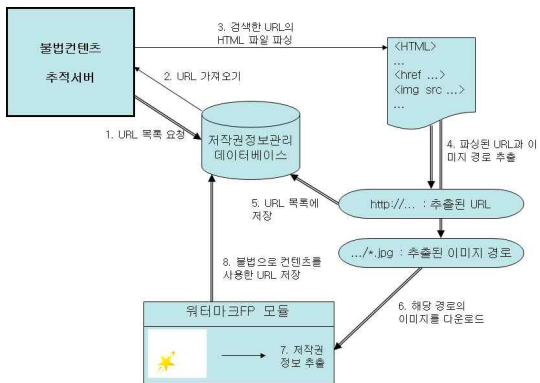 불법컨텐츠
추적서버
3. 검색한 URL의
HTML 파일 파싱
<HTML>
...
<href ...>
<img src ...>
...
2. URL 가져오기
1. URL 목록 요청
저작권정보관리
데이터베이스
4. 파싱된 URL과 이
미지 경로 추출
5. URL 목록에
저장
http://... : 추출된 URL
.../*.jpg : 추출된 이미지 경로
8. 불법으로 컨텐츠를
사용한 URL 저장
6. 해당 경로의
이미지를 다운로드
워터마크FP 모듈
7. 저작권
정보 추출